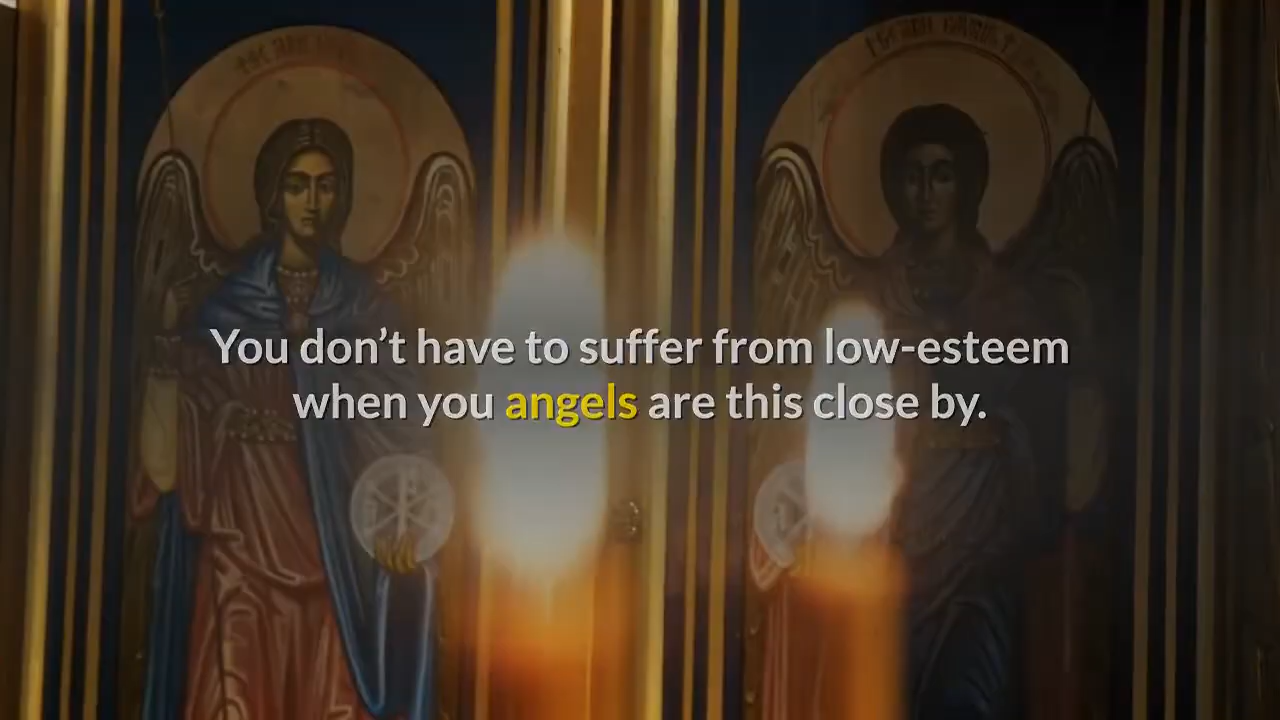 You don’t have to suffer from low-esteem
when you angels are this close by.